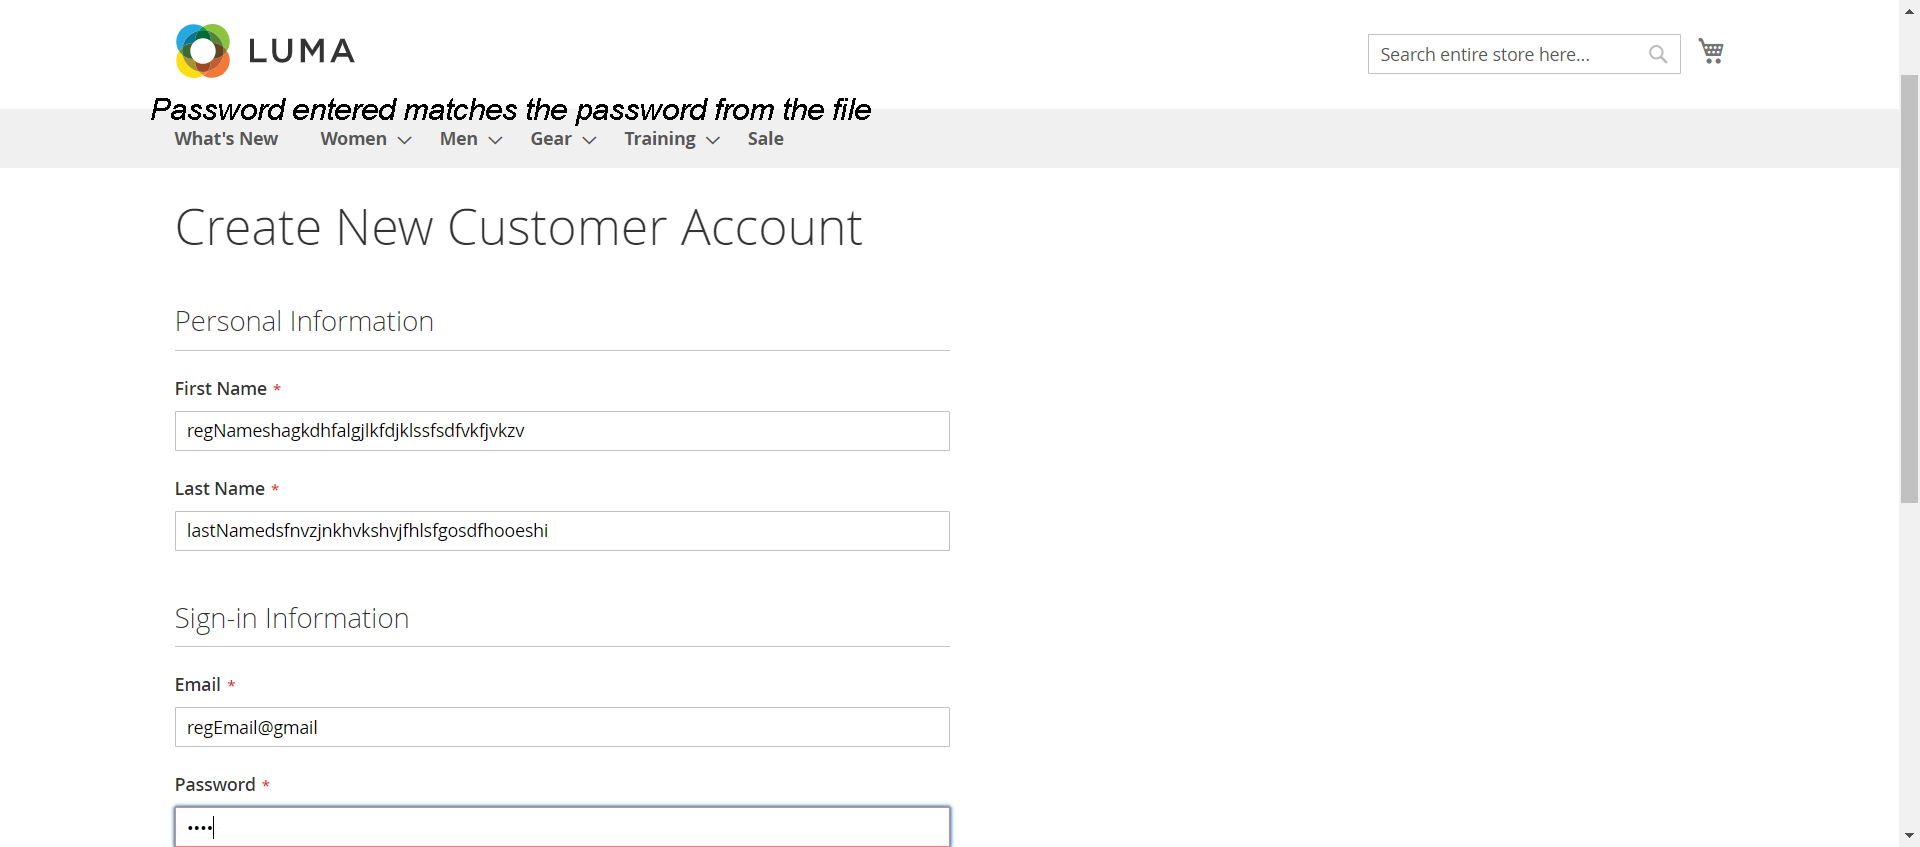 LUMA
Search entire store here...
Password entered matches the password from the file
What's New Women Men Gear Training Sale
Create New Customer Account
Personal Information
First Name *
regNameshagkdhfalgjlkfdjklssfsdfvkfjvkzv
Last Name *
lastNamedsfnvzjnkhvkshvjfhlsfgosdfhooeshi
Sign-in Information
Email *
regEmail@gmail
Password *
••••